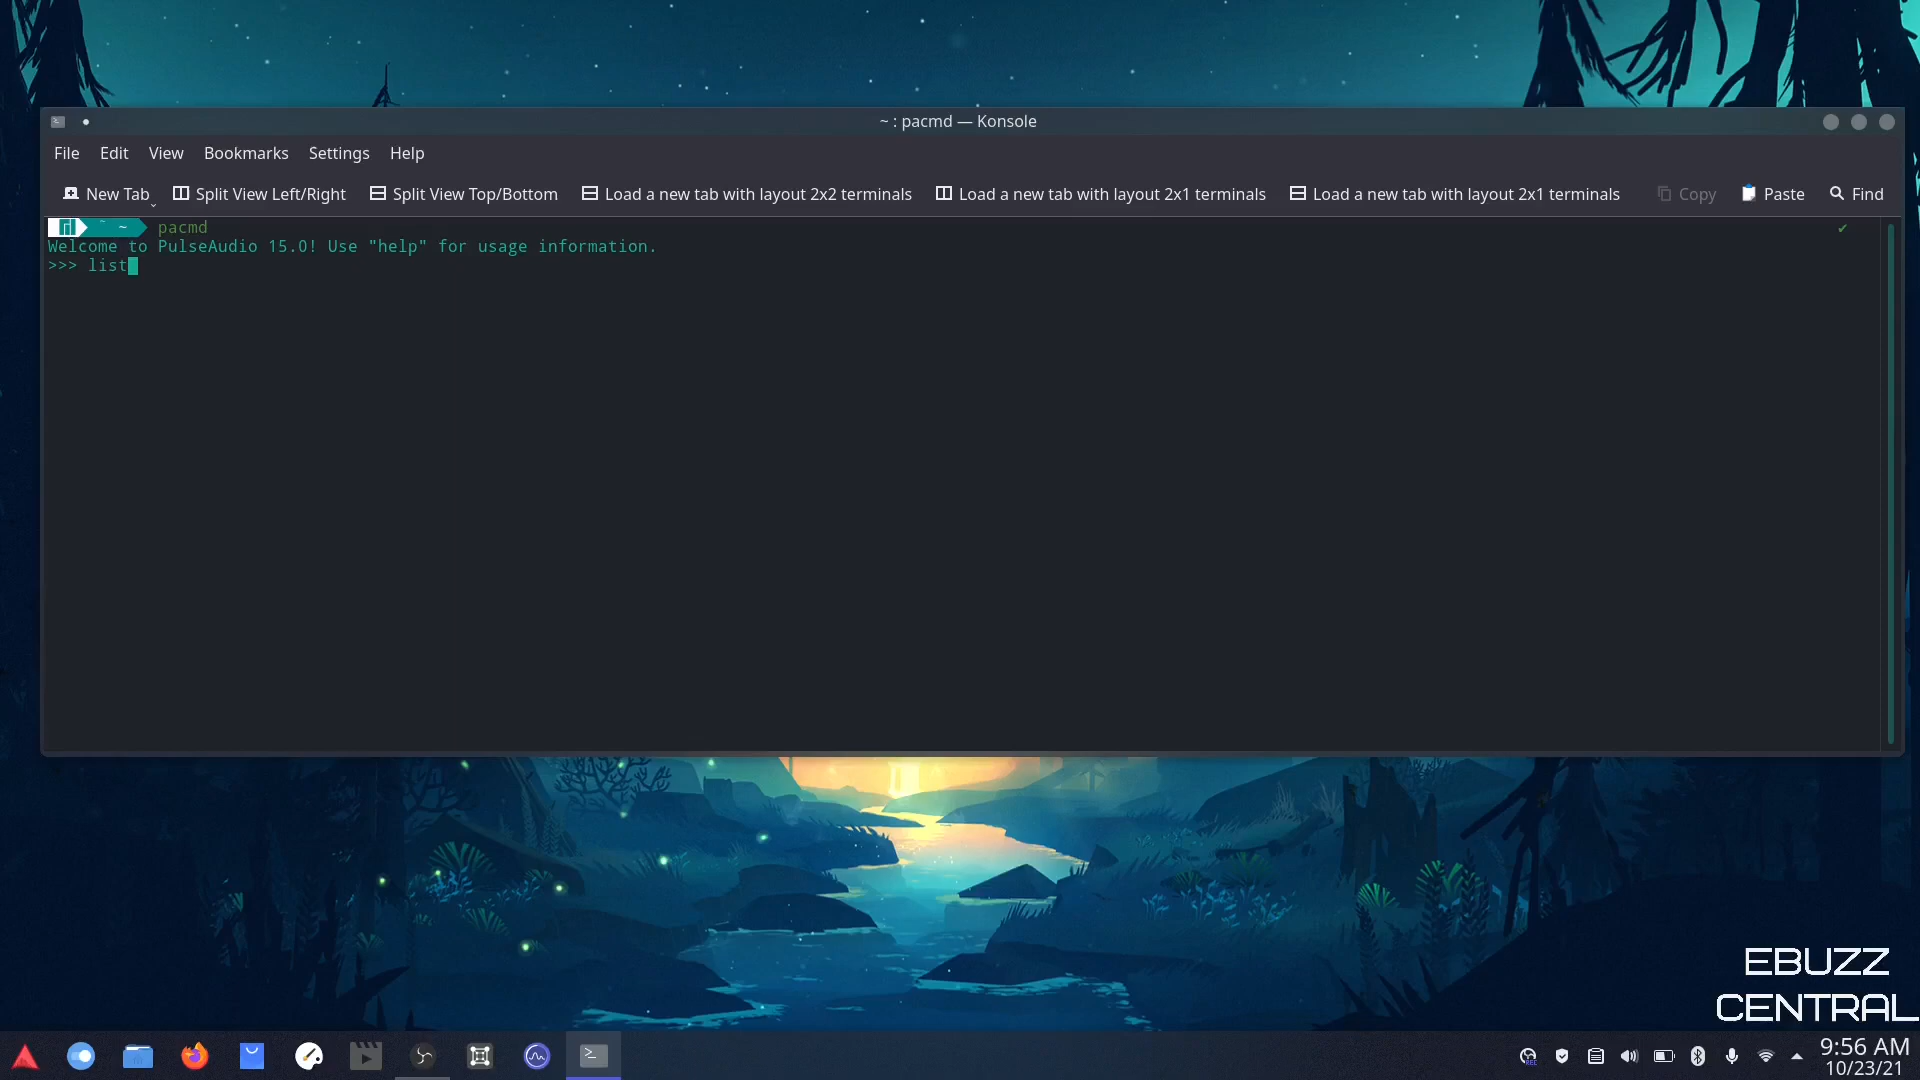 ~ : pacmd — Konsole
File Edit View Bookmarks Settings Help
New Tab Split View Left/Right Split View Top/Bottom Load a new tab with layout 2x2 terminals Load a new tab with layout 2x1 terminals Load a new tab with layout 2x1 terminals Copy Paste Find
~ pacmd ✔
Welcome to PulseAudio 15.0! Use "help" for usage information.
>>> list
EBUZZ
CENTRAL
9:56 AM
10/23/21